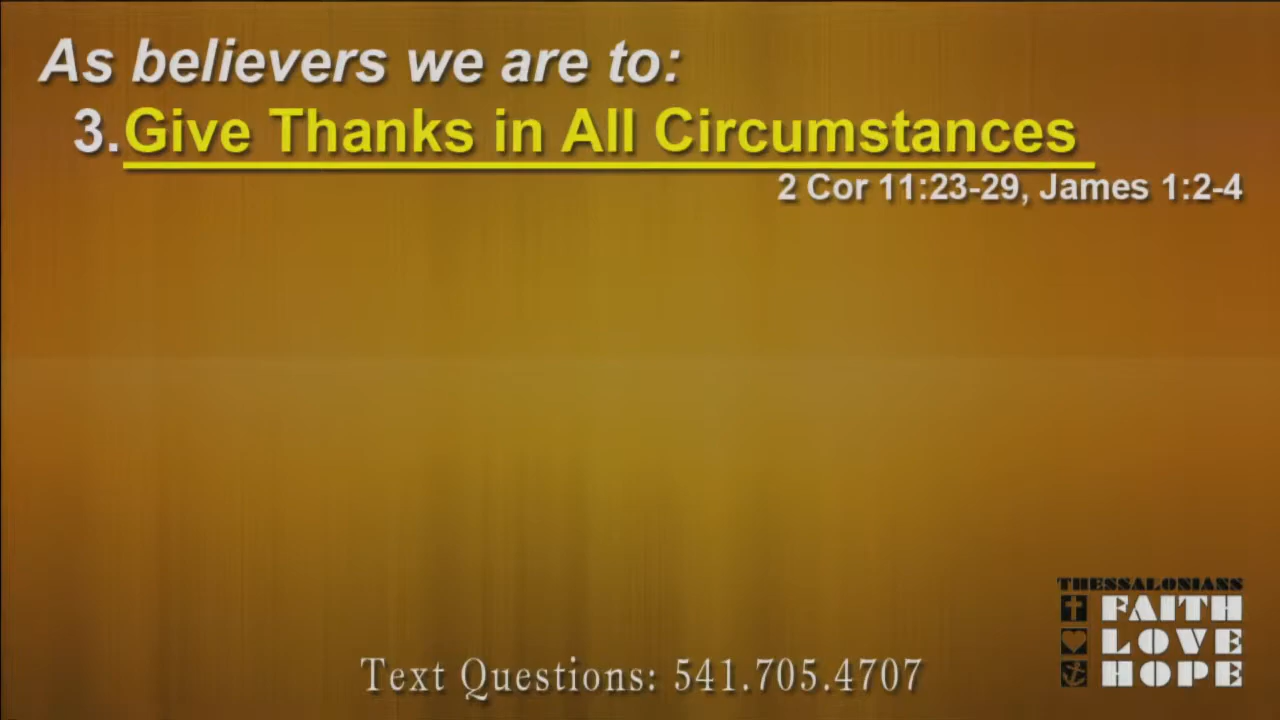 As believers we are to:
3.Give Thanks in All Circumstances
2 Cor 11:23-29, James 1:2-4
THESSALONIANS
FAITH
LOVE
HOPE
Text Questions: 541.705.4707